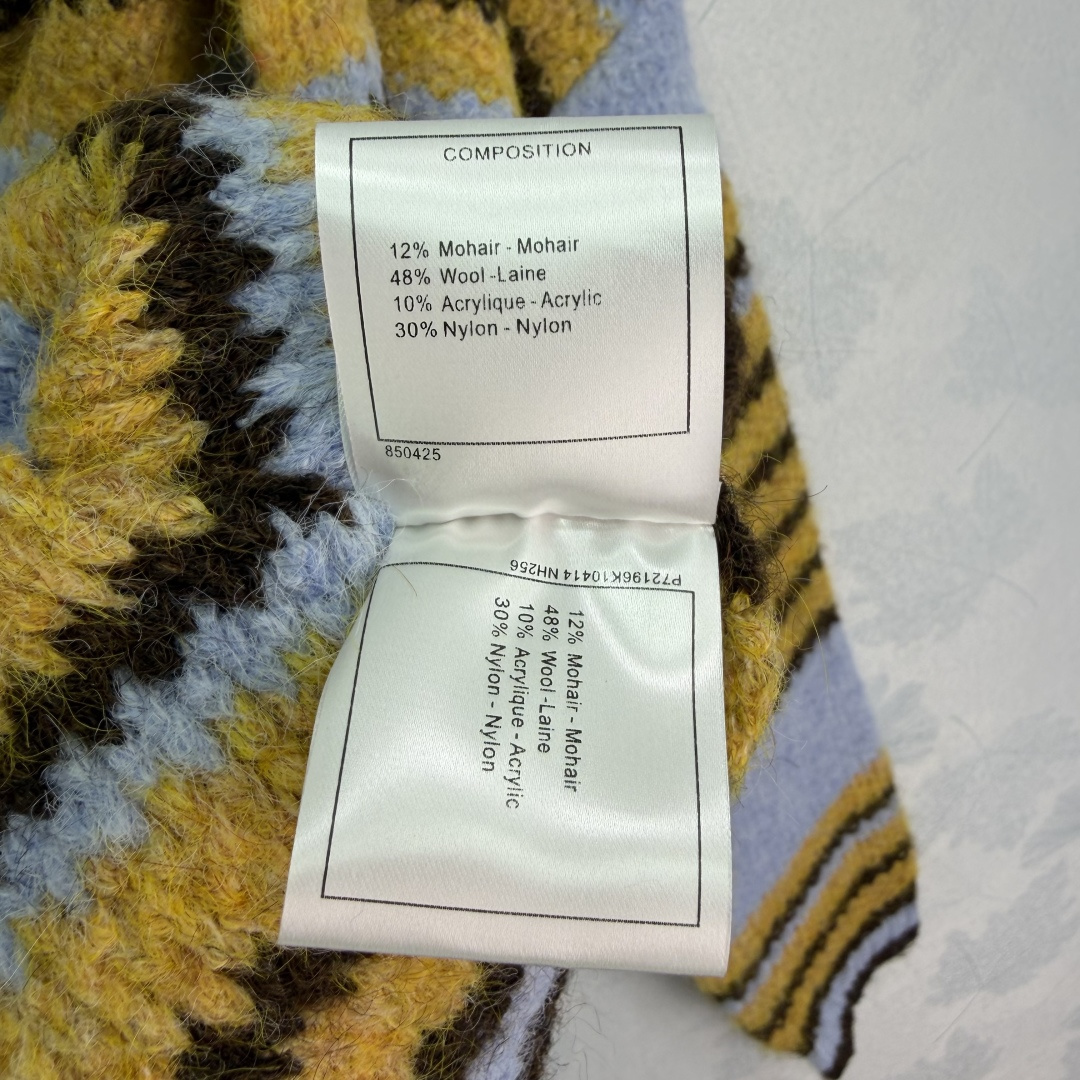 COMPOSITION
12% Mohair - Mohair
48% Wool -Laine
10% Acrylique - Acrylic
30% Nylon - Nylon
850425
P72196K10414 NH256
12% Mohair - Mohair
48% Wool -Laine
10% Acrylique - Acrylic
30% Nylon - Nylon